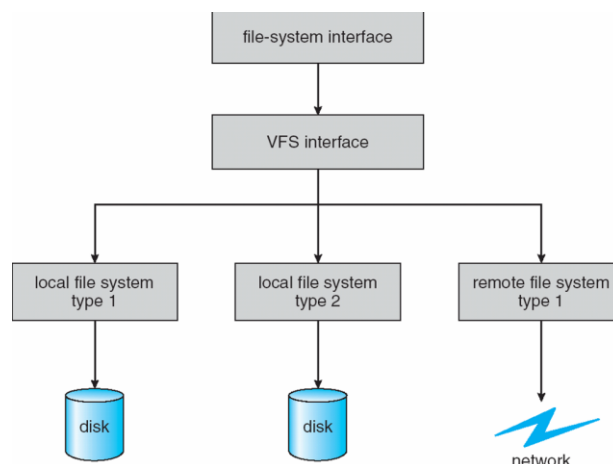 file-system interface
VFS interface
local file system
type 1
local file system
type 2
remote file system
type 1
disk
disk
network